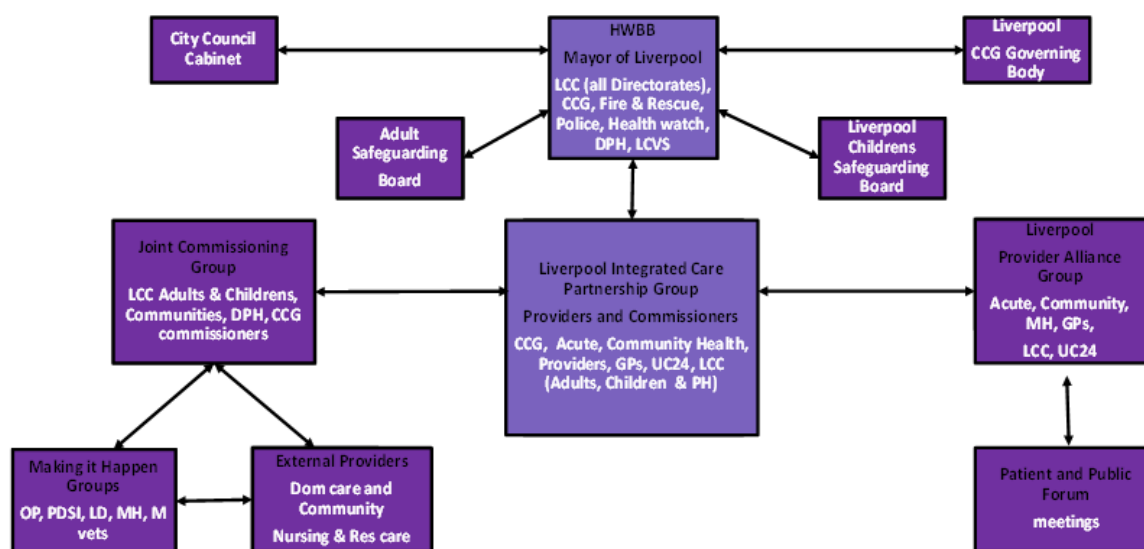 City Council
Cabinet
HWBB
Mayor of Liverpool
LCC (all Directorates),
CCG, Fire & Rescue,
Police, Health watch,
DPH, LCVS
Liverpool
CCG Governing
Body
Adult
Safeguarding
Board
Liverpool
Childrens
Safeguarding
Board
Joint Commissioning
Group
LCC Adults & Childrens,
Communities, DPH, CCG
commissioners
Liverpool Integrated Care
Partnership Group
Providers and Commissioners
CCG, Acute, Community Health,
Providers, GPs, UC24, LCC
(Adults, Children & PH)
Liverpool
Provider Alliance
Group
Acute, Community,
MH, GPs,
LCC, UC24
Making it Happen
Groups
OP, PDSI, LD, MH, M
vets
External Providers
Dom care and
Community
Nursing & Res care
Patient and Public
Forum
meetings